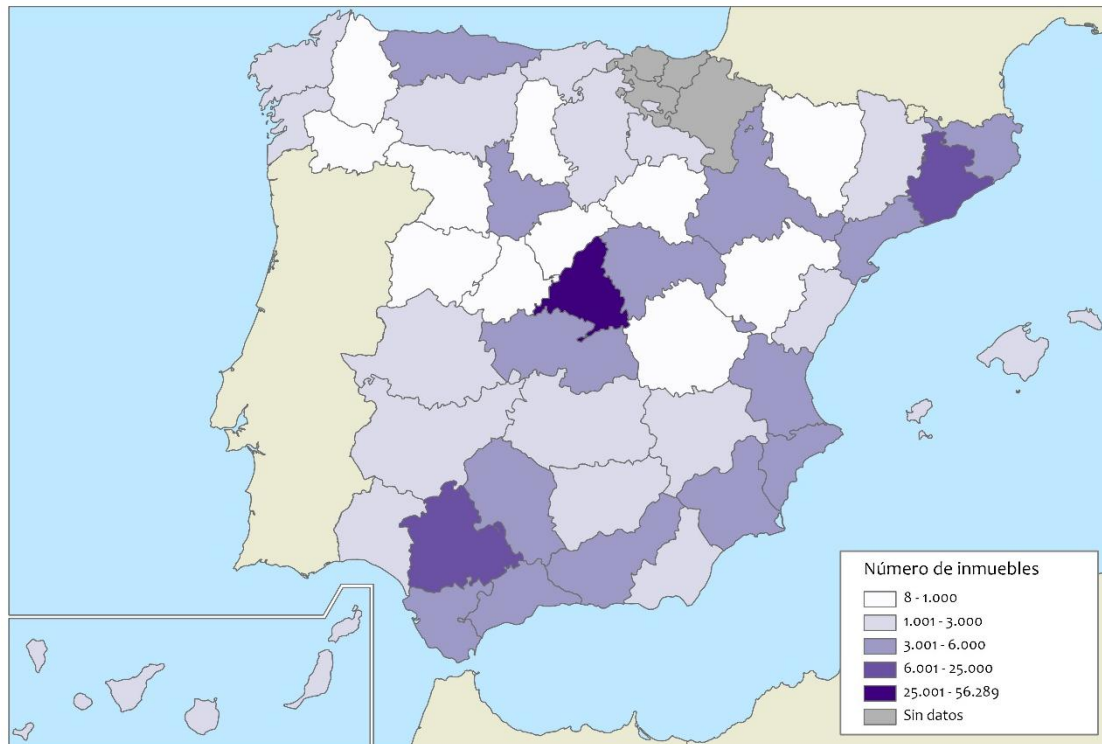 Número de inmuebles
8 - 1.000
1.001 - 3.000
3.001 - 6.000
6.001 - 25.000
25.001 - 56.289
Sin datos